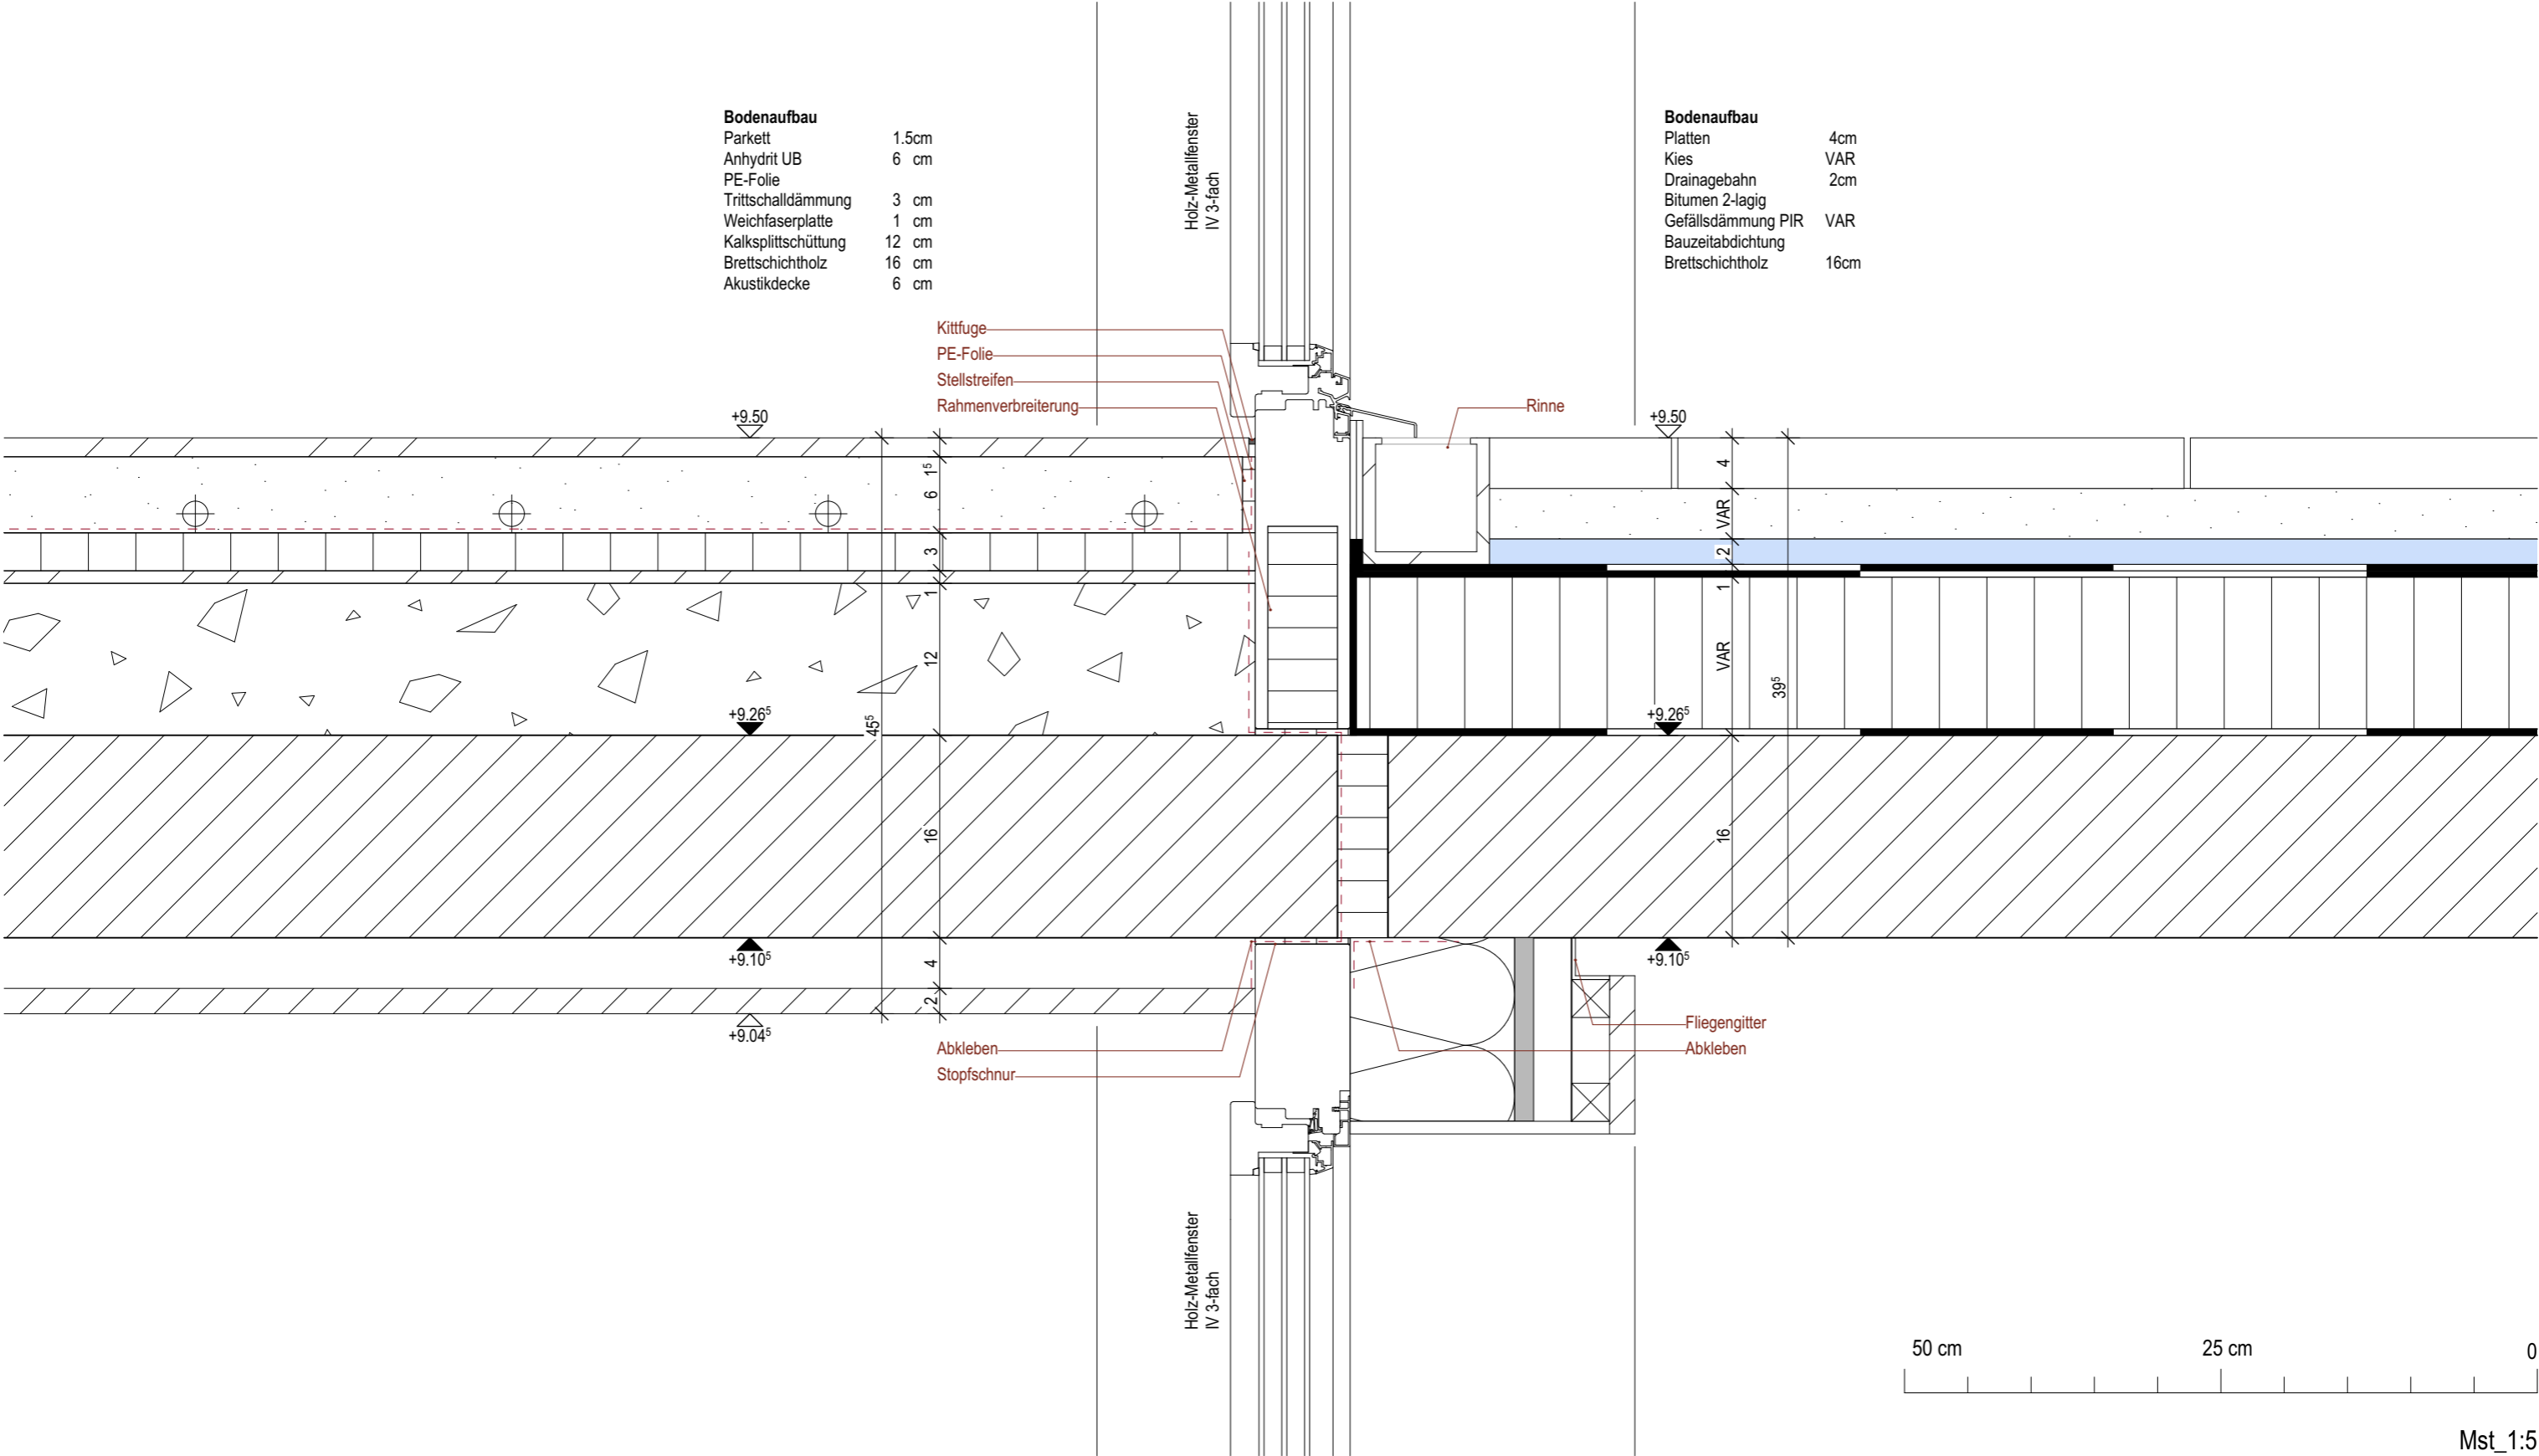 Bodenaufbau
Parkett 1.5cm
Anhydrit UB 6 cm
PE-Folie
Trittschalldämmung 3 cm
Weichfaserplatte 1 cm
Kalksplittschüttung 12 cm
Brettschichtholz 16 cm
Akustikdecke 6 cm
Holz-Metallfenster
IV 3-fach
Bodenaufbau
Platten 4cm
Kies VAR
Drainagebahn 2cm
Bitumen 2-lagig
Gefällsdämmung PIR VAR
Bauzeitabdichtung
Brettschichtholz 16cm
Kittfuge
PE-Folie
Stellstreifen
Rahmenverbreiterung
Rinne
+9.50
+9.50
1⁵
6
3
1
12
16
4
2
45⁵
4
VAR
2
1
VAR
16
39⁵
+9.26⁵
+9.26⁵
+9.10⁵
+9.10⁵
+9.04⁵
Abkleben
Stopfschnur
Fliegengitter
Abkleben
Holz-Metallfenster
IV 3-fach
50 cm 25 cm 0
Mst_1:5